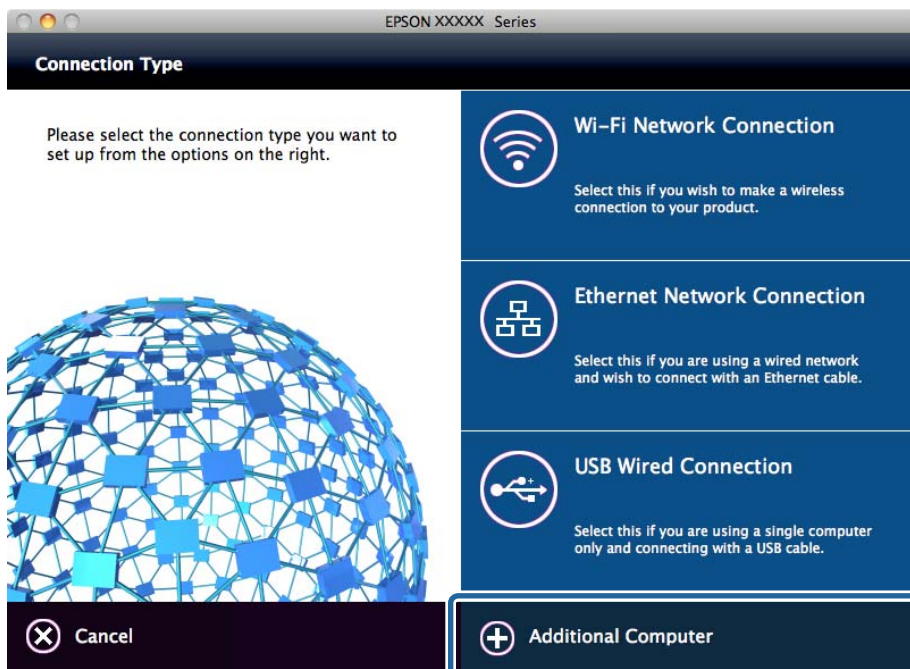 EPSON XXXXX Series
Connection Type
Please select the connection type you want to
set up from the options on the right.
Wi-Fi Network Connection
Select this if you wish to make a wireless
connection to your product.
Ethernet Network Connection
Select this if you are using a wired network
and wish to connect with an Ethernet cable.
USB Wired Connection
Select this if you are using a single computer
only and connecting with a USB cable.
Cancel
Additional Computer